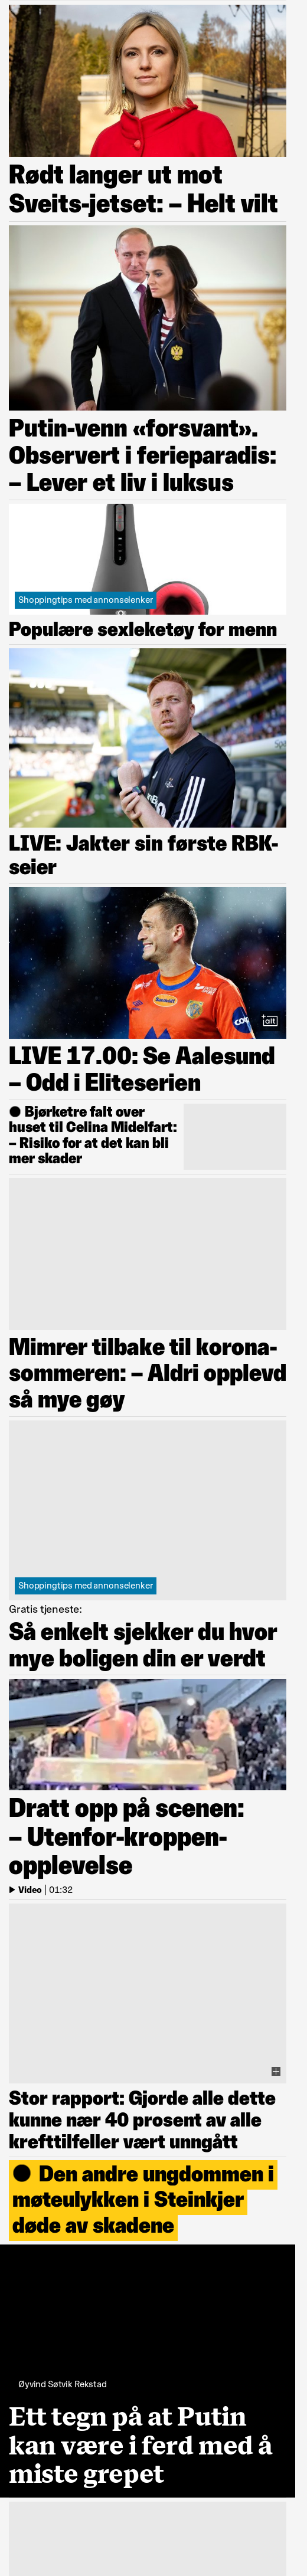 Rødt langer ut mot
Sveits-jetset: – Helt vilt
Putin-venn «forsvant».
Observert i ferieparadis:
– Lever et liv i luksus
Shoppingtips med annonselenker
Populære sexleketøy for menn
LIVE: Jakter sin første RBK-
seier
+
alt
LIVE 17.00: Se Aalesund
– Odd i Eliteserien
● Bjørketre falt over
huset til Celina Midelfart:
– Risiko for at det kan bli
mer skader
Mimrer tilbake til korona-
sommeren: – Aldri opplevd
så mye gøy
Shoppingtips med annonselenker
Gratis tjeneste:
Så enkelt sjekker du hvor
mye boligen din er verdt
Dratt opp på scenen:
– Utenfor-kroppen-
opplevelse
Video | 01:32
Stor rapport: Gjorde alle dette
kunne nær 40 prosent av alle
krefttilfeller vært unngått
● Den andre ungdommen i
møteulykken i Steinkjer
døde av skadene
Øyvind Søtvik Rekstad
Ett tegn på at Putin
kan være i ferd med å
miste grepet